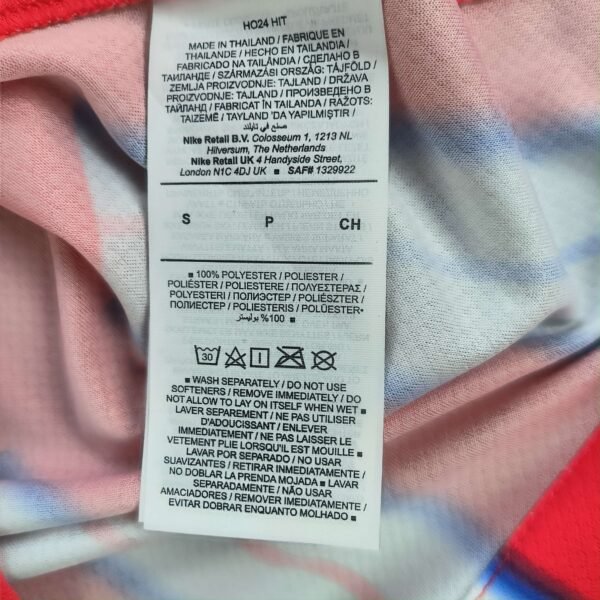 HO24 HIT
MADE IN THAILAND / FABRIQUE EN
THAILANDE / HECHO EN TAILANDIA /
FABRICADO NA TAILÂNDIA / СДЕЛАНО В
ТАИЛАНДЕ / SZÁRMAZÁSI ORSZÁG: TÁJFÖLD /
ZEMLJA PROIZVODNJE: TAJLAND / DRŽAVA
PROIZVODNJE: TAJLAND / ПРОИЗВЕДЕНО В
ТАЙЛАНД / FABRICAT ÎN TAILANDA / RAŽOTS:
TAIZEMĒ / TAYLAND 'DA YAPILMIŞTIR /
صنع في تايلند
Nike Retail B.V. Colosseum 1, 1213 NL
Hilversum, The Netherlands
Nike Retail UK 4 Handyside Street,
London N1C 4DJ UK ■ SAF# 1329922
S P CH
■ 100% POLYESTER / POLIESTER /
POLIÉSTER / POLIESTERE / ΠΟΛΥΕΣΤΕΡΑΣ /
POLYESTERI / ПОЛИЭСТЕР / POLIÉSZTER /
ПОЛИЕСТЕР / POLIESTERIS / POLÜESTER
100% بوليستر ■
30
■ WASH SEPARATELY / DO NOT USE
SOFTENERS / REMOVE IMMEDIATELY / DO
NOT ALLOW TO LAY ON ITSELF WHEN WET ■
LAVER SEPAREMENT / NE PAS UTILISER
D'ADOUCISSANT / ENLEVER
IMMEDIATEMENT / NE PAS LAISSER LE
VETEMENT PLIE LORSQU'IL EST MOUILLE ■
LAVAR POR SEPARADO / NO USAR
SUAVIZANTES / RETIRAR INMEDIATAMENTE /
NO DOBLAR LA PRENDA MOJADA ■ LAVAR
SEPARADAMENTE / NÃO USAR
AMACIADORES / REMOVER IMEDIATAMENTE /
EVITAR DOBRAR ENQUANTO MOLHADO ■